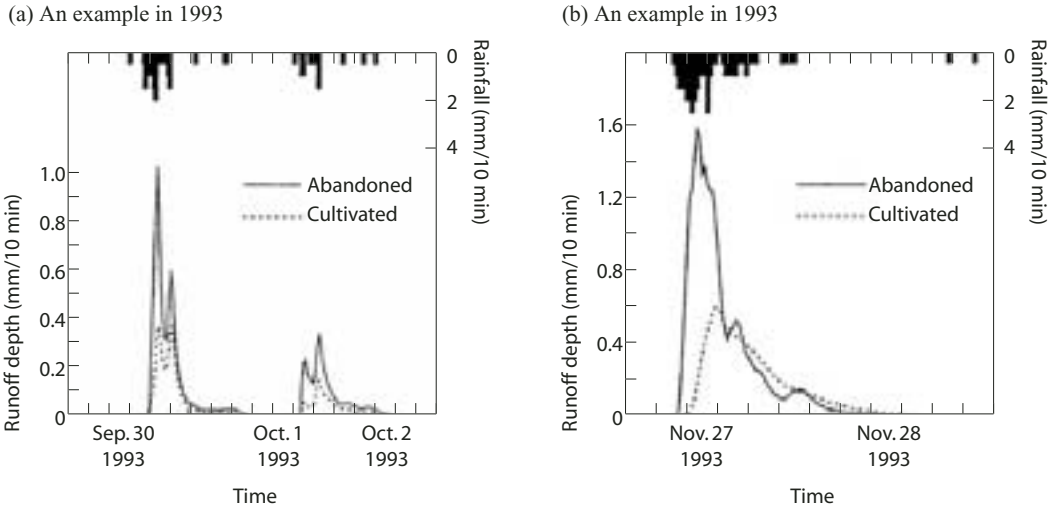 (a) An example in 1993
Rainfall (mm/10 min)
0
2
4
Runoff depth (mm/10 min)
1.0
0.8
0.6
0.4
0.2
0
Abandoned
Cultivated
Sep. 30
1993
Oct. 1
1993
Oct. 2
1993
Time
(b) An example in 1993
Rainfall (mm/10 min)
0
2
4
Runoff depth (mm/10 min)
1.6
1.2
1.8
0.4
0
Abandoned
Cultivated
Nov. 27
1993
Nov. 28
1993
Time